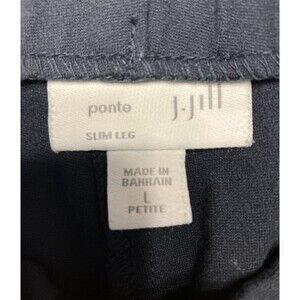 ponte J.Jill
SLIM LEG
MADE IN
BAHRAIN
L
PETITE